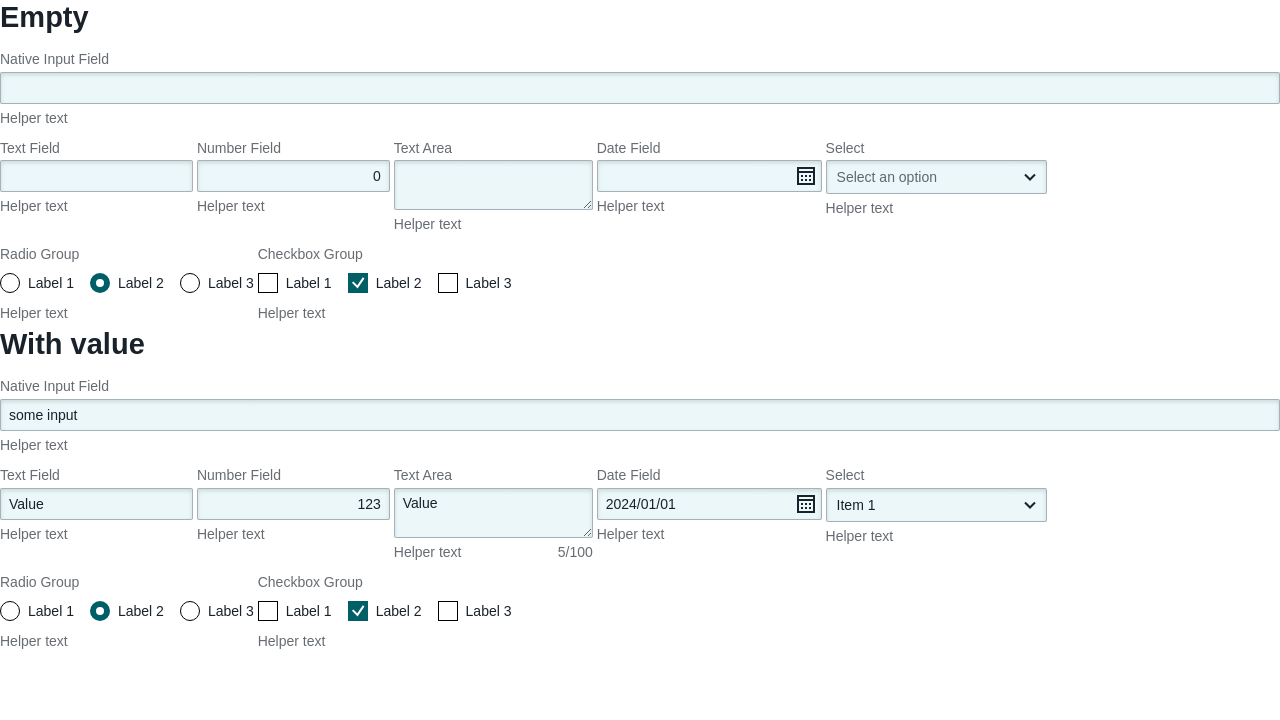 Empty
Native Input Field
Helper text
Text Field Number Field Text Area Date Field Select
0 Select an option
Helper text Helper text Helper text Helper text Helper text
Radio Group Checkbox Group
Label 1 Label 2 Label 3 Label 1 Label 2 Label 3
Helper text Helper text
With value
Native Input Field
some input
Helper text
Text Field Number Field Text Area Date Field Select
Value 123 Value 2024/01/01 Item 1
Helper text Helper text Helper text 5/100 Helper text Helper text
Radio Group Checkbox Group
Label 1 Label 2 Label 3 Label 1 Label 2 Label 3
Helper text Helper text